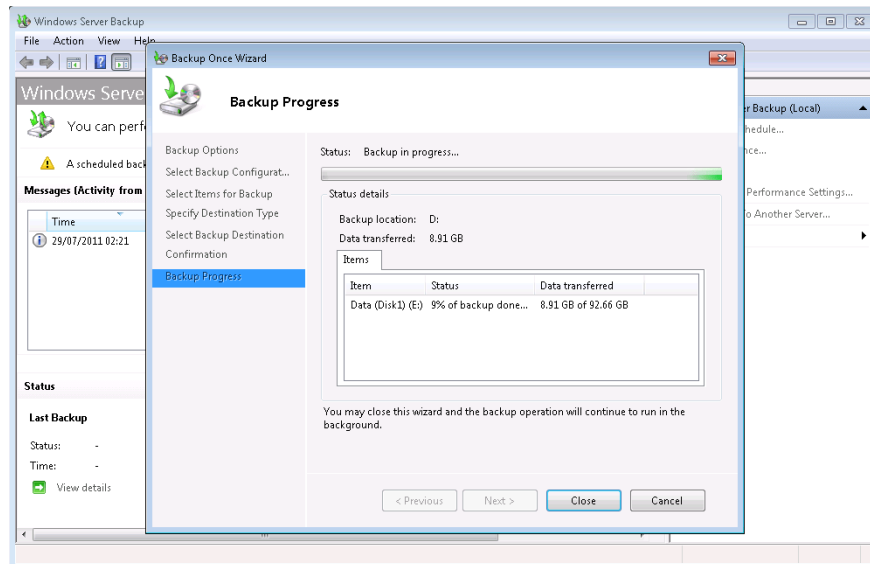 Windows Server Backup
File Action View Help
Backup Once Wizard
Windows Serve
You can perf
A scheduled back
Messages (Activity from
Time
29/07/2011 02:21
Status
Last Backup
Status: -
Time: -
View details
Backup Progress
Backup Options
Select Backup Configurat...
Select Items for Backup
Specify Destination Type
Select Backup Destination
Confirmation
Backup Progress
Status: Backup in progress...
Status details
Backup location: D:
Data transferred: 8.91 GB
Items
Item Status Data transferred
Data (Disk1) (E:) 9% of backup done... 8.91 GB of 92.66 GB
You may close this wizard and the backup operation will continue to run in the
background.
< Previous Next > Close Cancel
er Backup (Local)
hedule...
nce...
Performance Settings...
o Another Server...